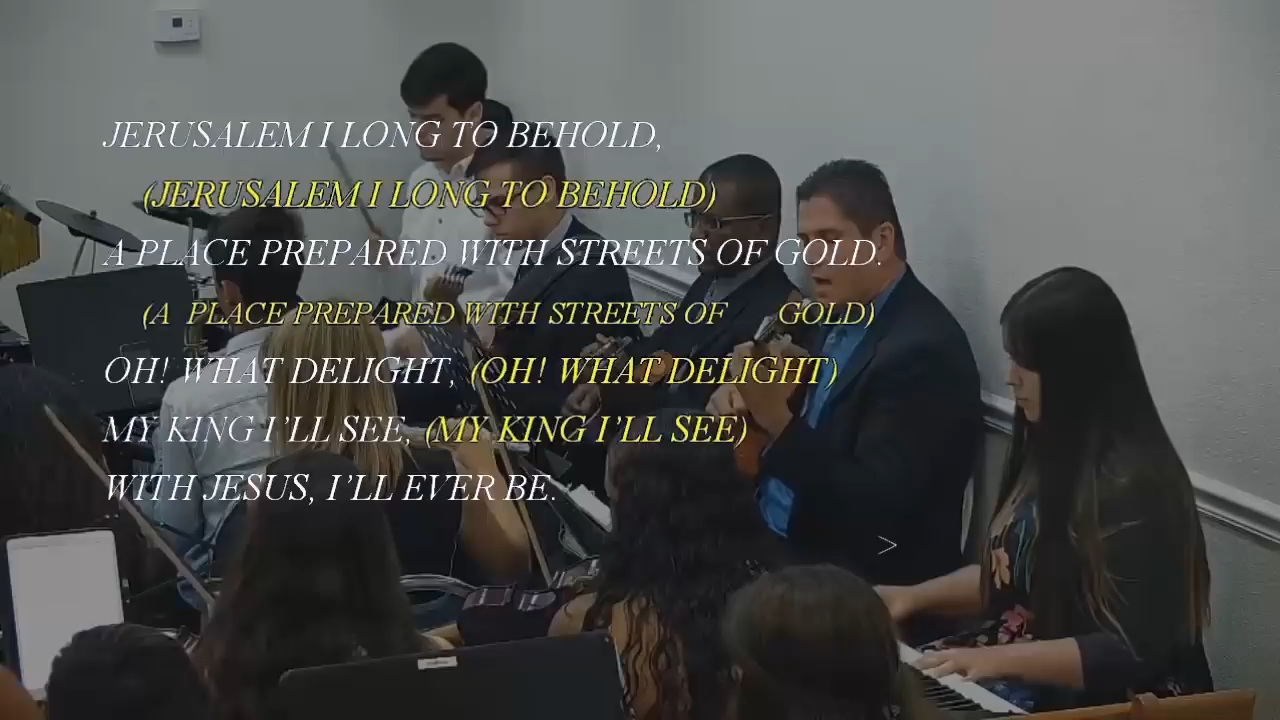 JERUSALEM I LONG TO BEHOLD,
(JERUSALEM I LONG TO BEHOLD)
A PLACE PREPARED WITH STREETS OF GOLD.
(A PLACE PREPARED WITH STREETS OF GOLD)
OH! WHAT DELIGHT, (OH! WHAT DELIGHT)
MY KING I'LL SEE, (MY KING I'LL SEE)
WITH JESUS, I'LL EVER BE.
>